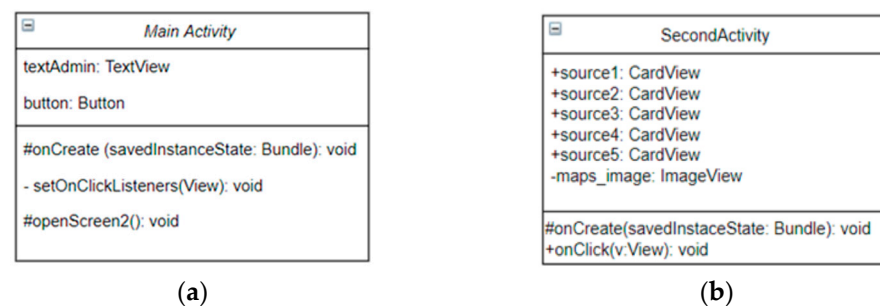 Main Activity
textAdmin: TextView
button: Button
#onCreate (savedInstanceState: Bundle): void
- setOnClickListeners(View): void
#openScreen2(): void
(a)
SecondActivity
+source1: CardView
+source2: CardView
+source3: CardView
+source4: CardView
+source5: CardView
-maps_image: ImageView
#onCreate(savedInstaceState: Bundle): void
+onClick(v:View): void
(b)